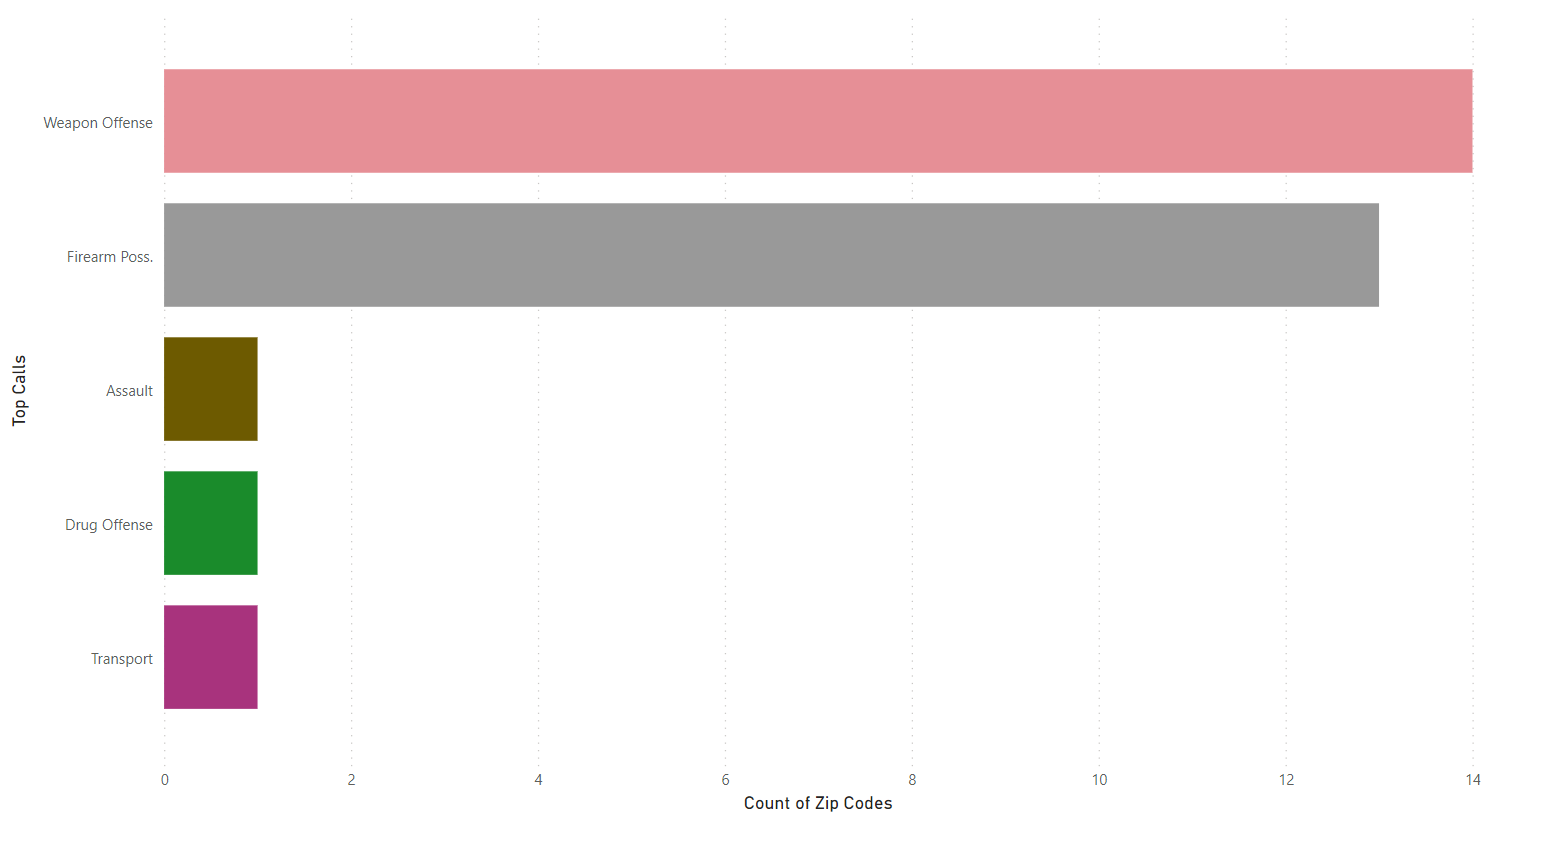 Weapon Offense
Firearm Poss.
Assault
Drug Offense
Transport
Top Calls
0 2 4 6 8 10 12 14
Count of Zip Codes